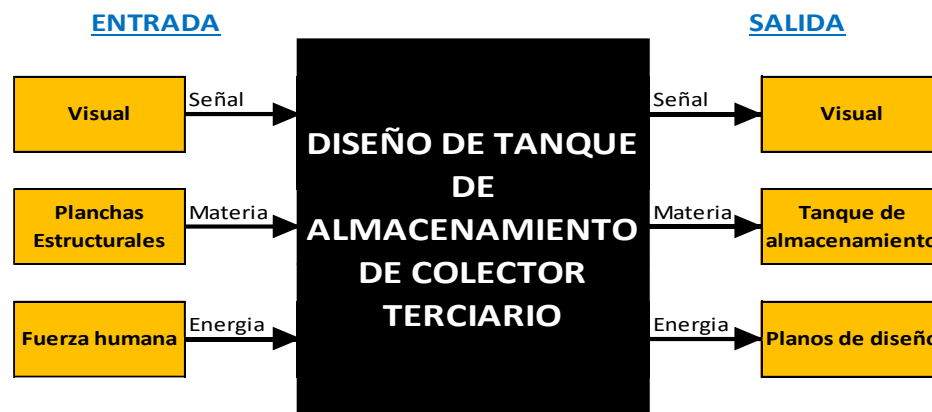 ENTRADA
SALIDA
Visual
Señal
Señal
Visual
DISEÑO DE TANQUE
DE
ALMACENAMIENTO
DE COLECTOR
TERCIARIO
Planchas
Estructurales
Materia
Materia
Tanque de
almacenamiento
Fuerza humana
Energia
Energia
Planos de diseño